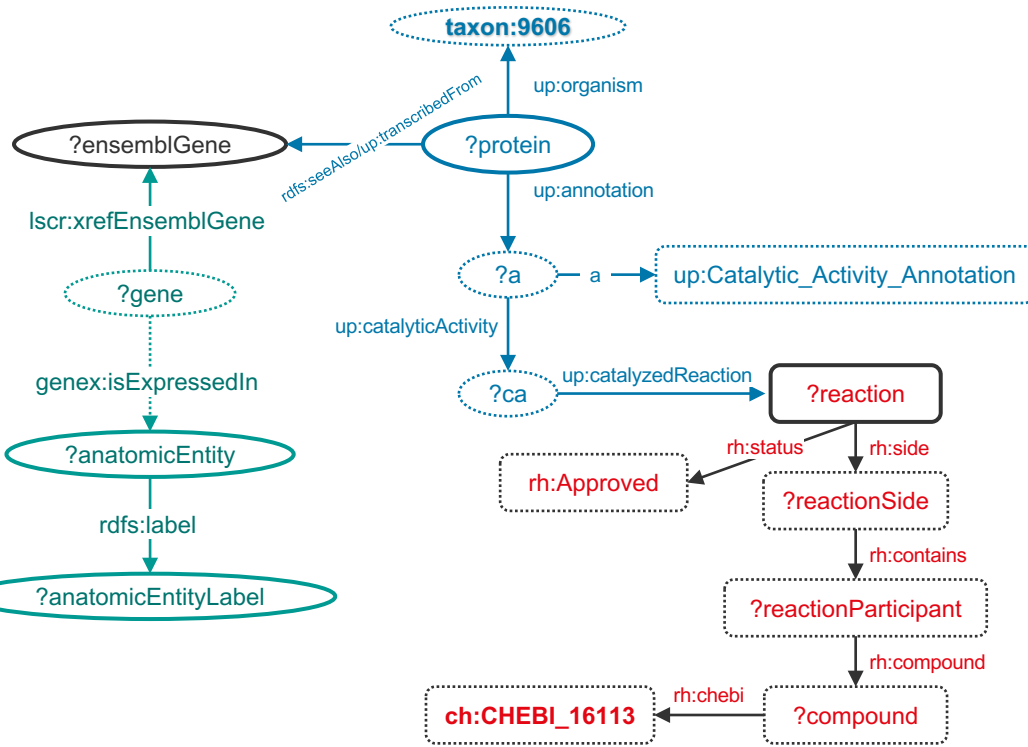 taxon:9606
up:organism
rdfs:seeAlso/up:transcribedFrom
?ensemblGene
?protein
up:annotation
lscr:xrefEnsemblGene
?a
a
up:Catalytic_Activity_Annotation
?gene
up:catalyticActivity
genex:isExpressedIn
?ca
up:catalyzedReaction
?reaction
?anatomicEntity
rh:status
rh:side
rh:Approved
?reactionSide
rdfs:label
rh:contains
?anatomicEntityLabel
?reactionParticipant
rh:compound
ch:CHEBI_16113
rh:chebi
?compound